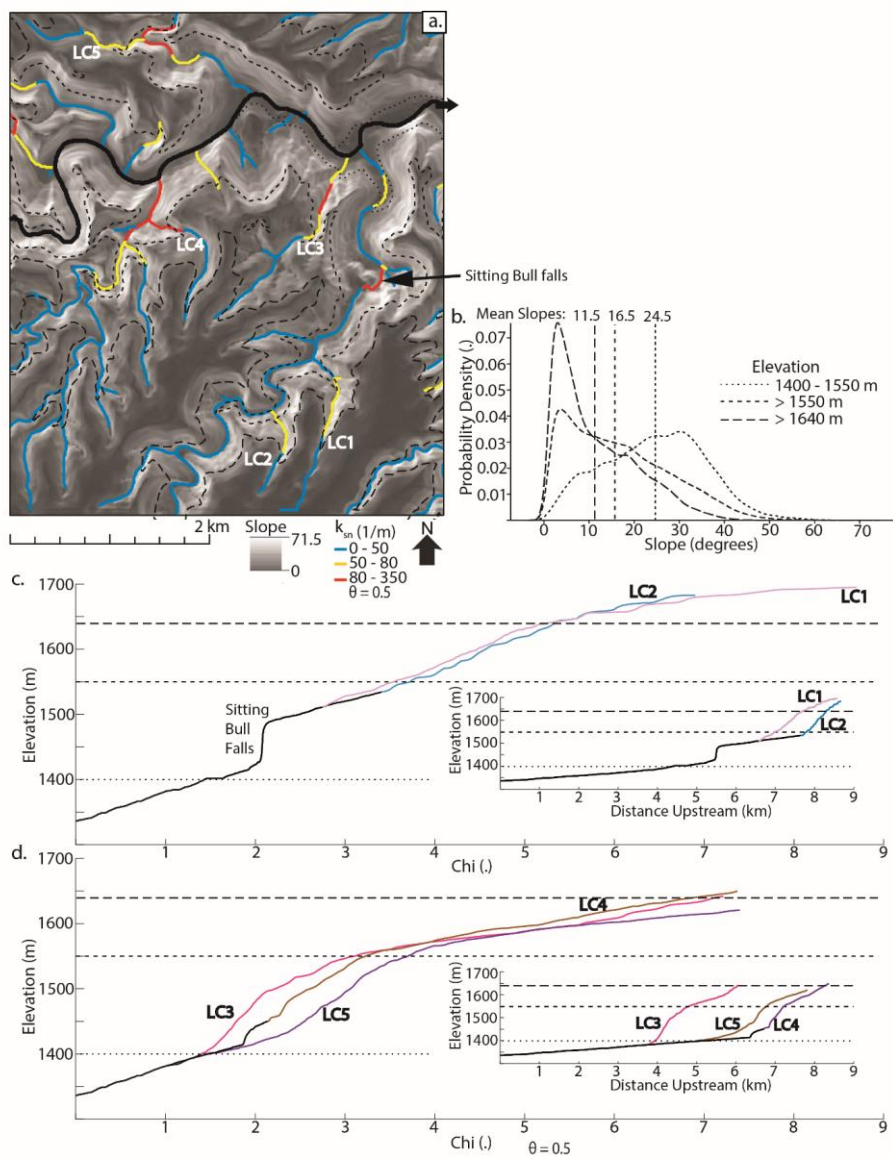 a.
LC5
LC4
LC3
Sitting Bull falls
LC2
LC1
2 km
Slope
71.5
0
ksn (1/m)
0 - 50
50 - 80
80 - 350
θ = 0.5
N
b.
Mean Slopes: 11.5 16.5 24.5
Probability Density (.)
0.07
0.06
0.05
0.04
0.03
0.02
0.01
Elevation
1400 - 1550 m
> 1550 m
> 1640 m
0 10 20 30 40 50 60 70
Slope (degrees)
c.
Elevation (m)
1700
1600
1500
1400
LC2
LC1
Sitting
Bull
Falls
Elevation (m)
1700
1600
1500
1400
LC1
LC2
1 2 3 4 5 6 7 8 9
Distance Upstream (km)
1 2 3 4 5 6 7 8 9
Chi (.)
d.
Elevation (m)
1700
1600
1500
1400
LC4
LC3
LC5
Elevation (m)
1700
1600
1500
1400
LC3
LC5
LC4
0 1 2 3 4 5 6 7 8 9
Distance Upstream (km)
1 2 3 4 5 6 7 8 9
Chi (.)
θ = 0.5